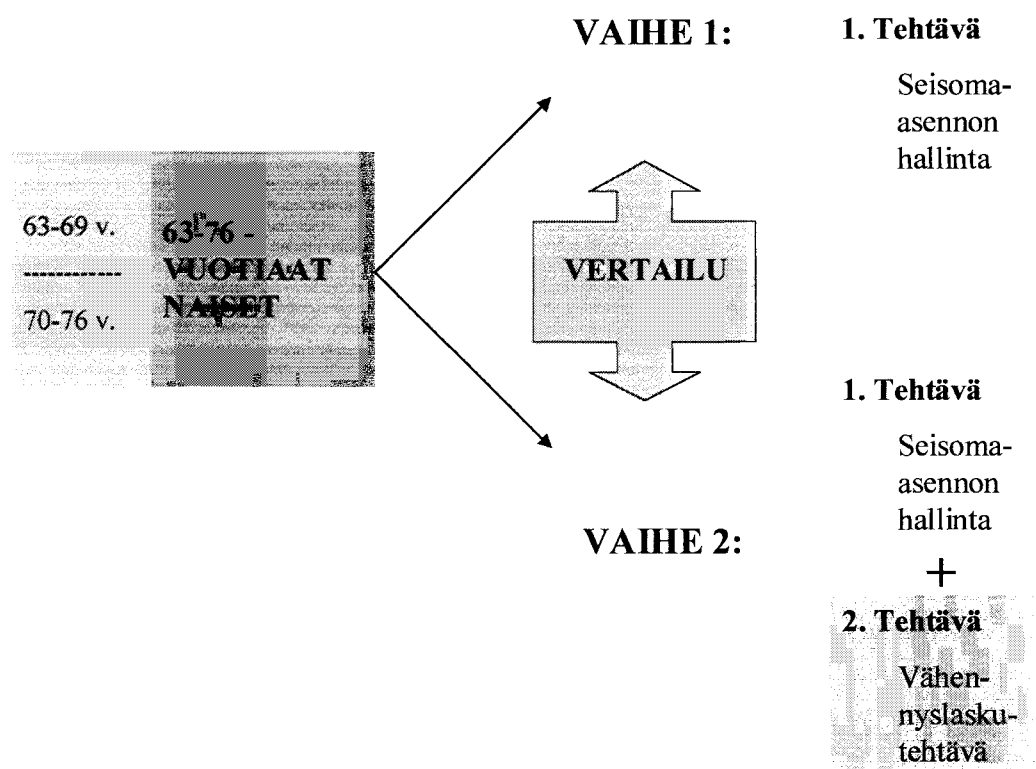 VAIHE 1:
1. Tehtävä
Seisoma-
asennon
hallinta
63-69 v.
------------
70-76 v.
63-76 -
VUOTIAAT
NAISET
VERTAILU
VAIHE 2:
1. Tehtävä
Seisoma-
asennon
hallinta
+
2. Tehtävä
Vähen-
nyslasku-
tehtävä